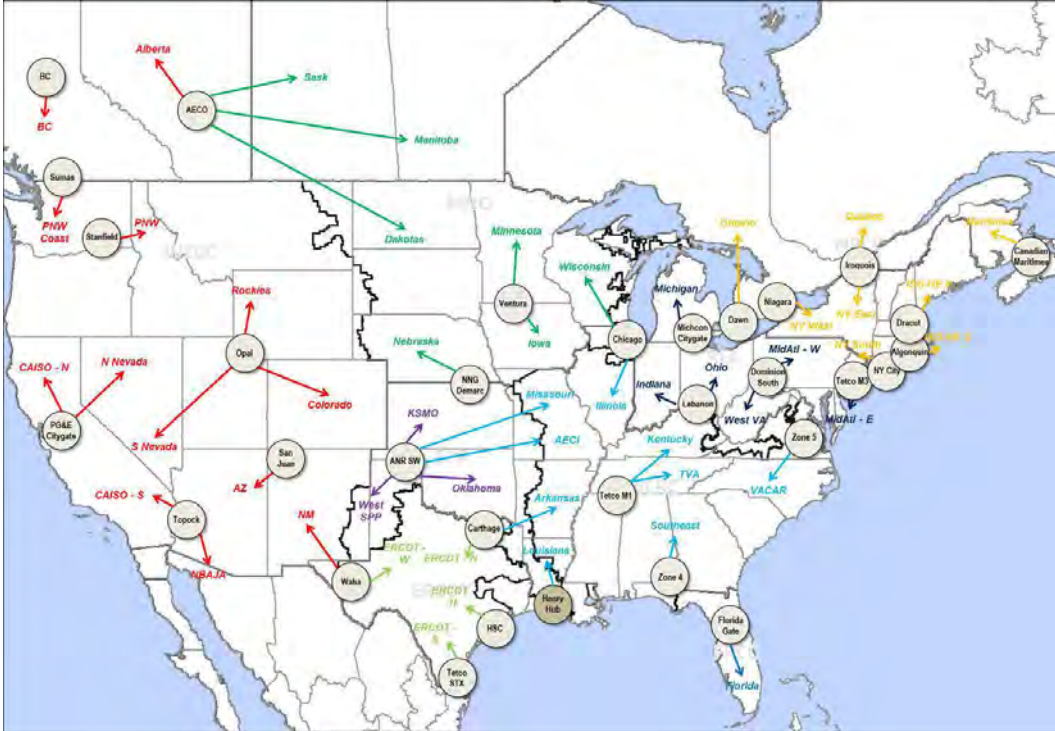 Alberta
BC
Sask
AECO
BC
Manitoba
Sumas
PNW
Coast
Stanfield
PNW
Dakotas
Minnesota
Ontario
Canadian
Maritimes
Wisconsin
Iroquois
Rockies
Ventura
Michigan
Niagara
Dawn
Michcon
Citygate
NY East
Dracut
Iowa
Chicago
Opal
Nebraska
NY South
Algonquin
MidAtl - W
CAISO - N
N Nevada
Ohio
Dominion
South
NY City
Tetco M3
NNG
Demarc
Indiana
Lebanon
Colorado
Missouri
Illinois
West VA
MidAtl - E
KSMO
PG&E
Citygate
S Nevada
AECI
Kentucky
Zone 5
San
Juan
ANR SW
TVA
AZ
Oklahoma
VACAR
CAISO - S
West
SPP
Tetco M1
Arkansas
Topock
NM
Carthage
Southeast
ERCOT -
W
ERCOT - N
Louisiana
NBAJA
Waha
Zone 4
ERCOT -
H
Henry
Hub
HSC
Florida
Gate
ERCOT -
S
Tetco
STX
Florida